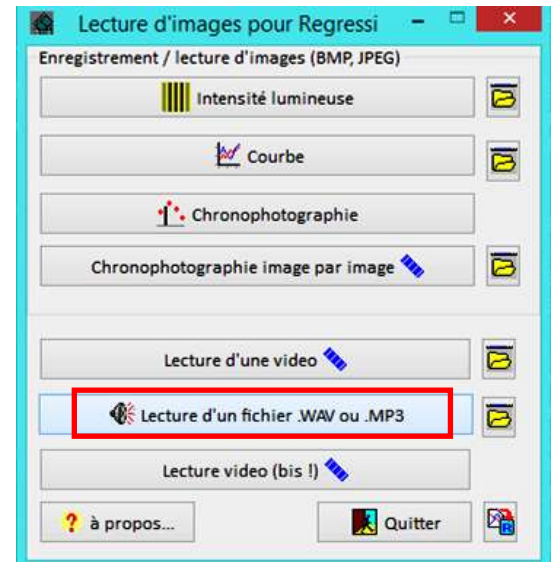 Lecture d'images pour Regressi
Enregistrement / lecture d'images (BMP, JPEG)
Intensité lumineuse
Courbe
Chronophotographie
Chronophotographie image par image
Lecture d'une video
Lecture d'un fichier .WAV ou .MP3
Lecture video (bis !)
? à propos...
Quitter